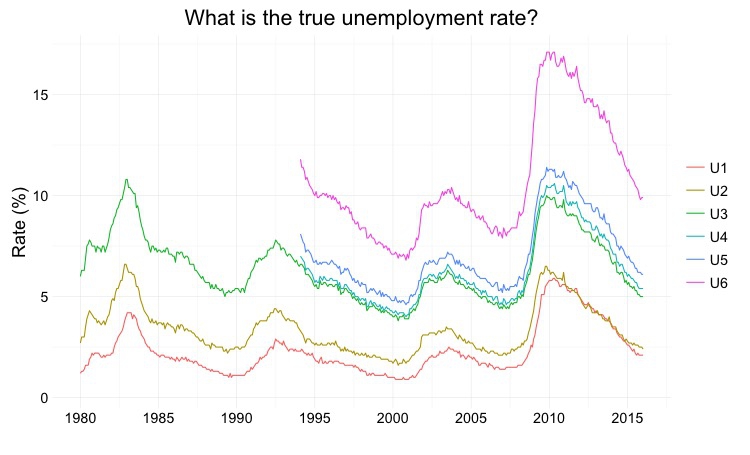 What is the true unemployment rate?
Rate (%)
15
10
5
0
1980 1985 1990 1995 2000 2005 2010 2015
U1
U2
U3
U4
U5
U6